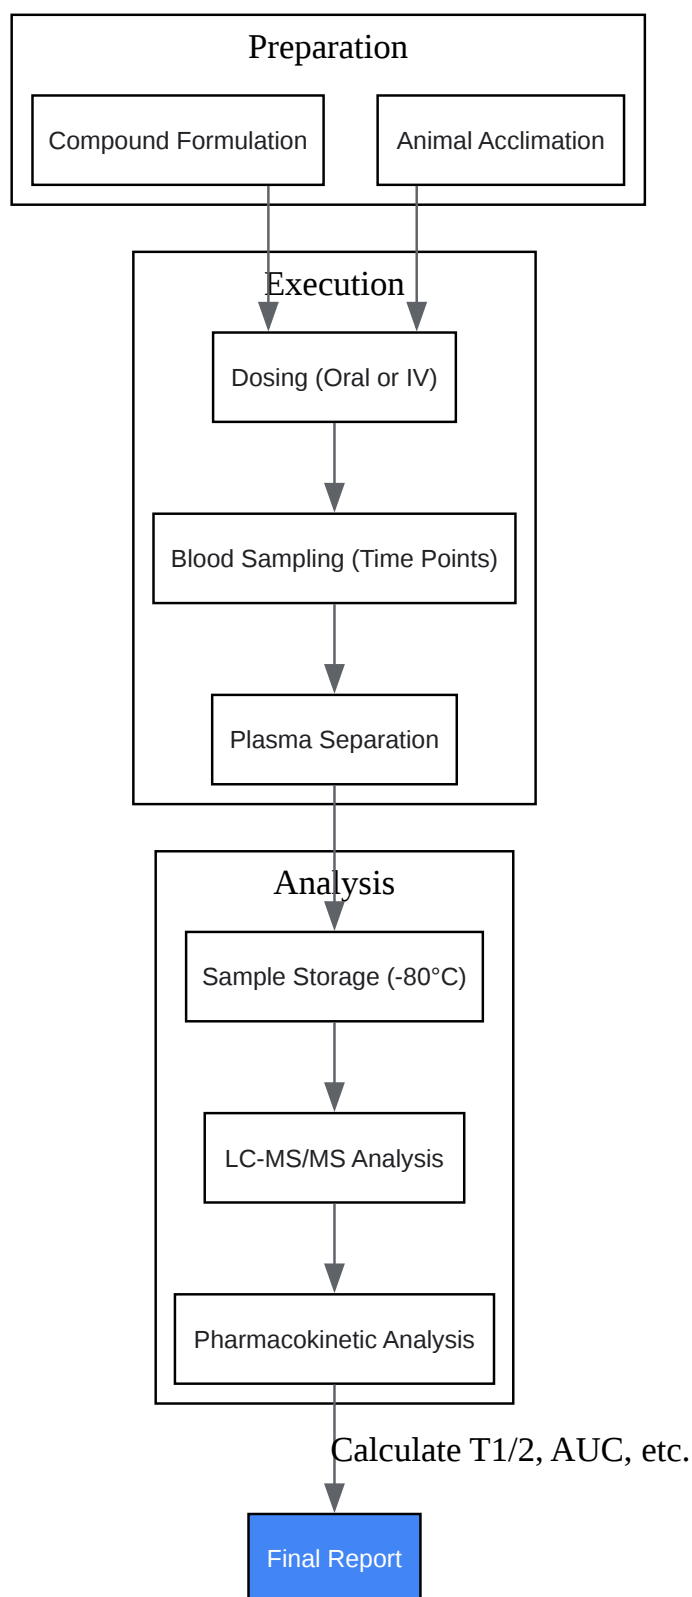 Preparation
Compound Formulation
Animal Acclimation
Execution
Dosing (Oral or IV)
Blood Sampling (Time Points)
Plasma Separation
Analysis
Sample Storage (-80°C)
LC-MS/MS Analysis
Pharmacokinetic Analysis
Calculate T1/2, AUC, etc.
Final Report